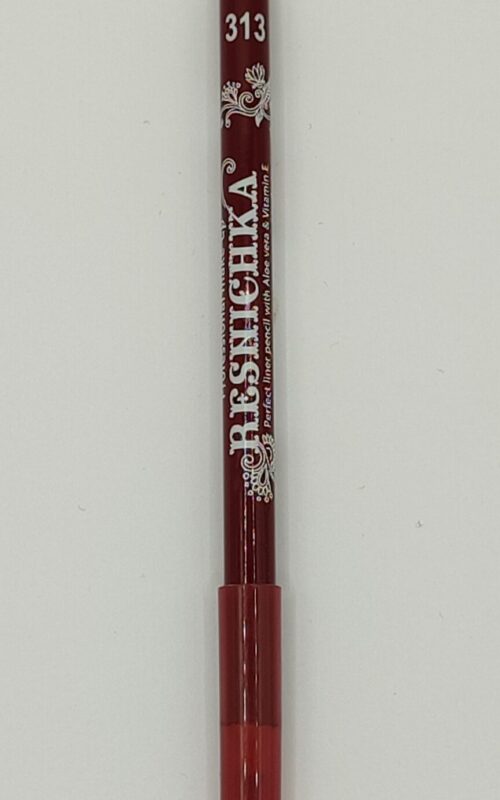 313
RESNICHKA
Perfect liner pencil with Aloe vera & Vitamin E